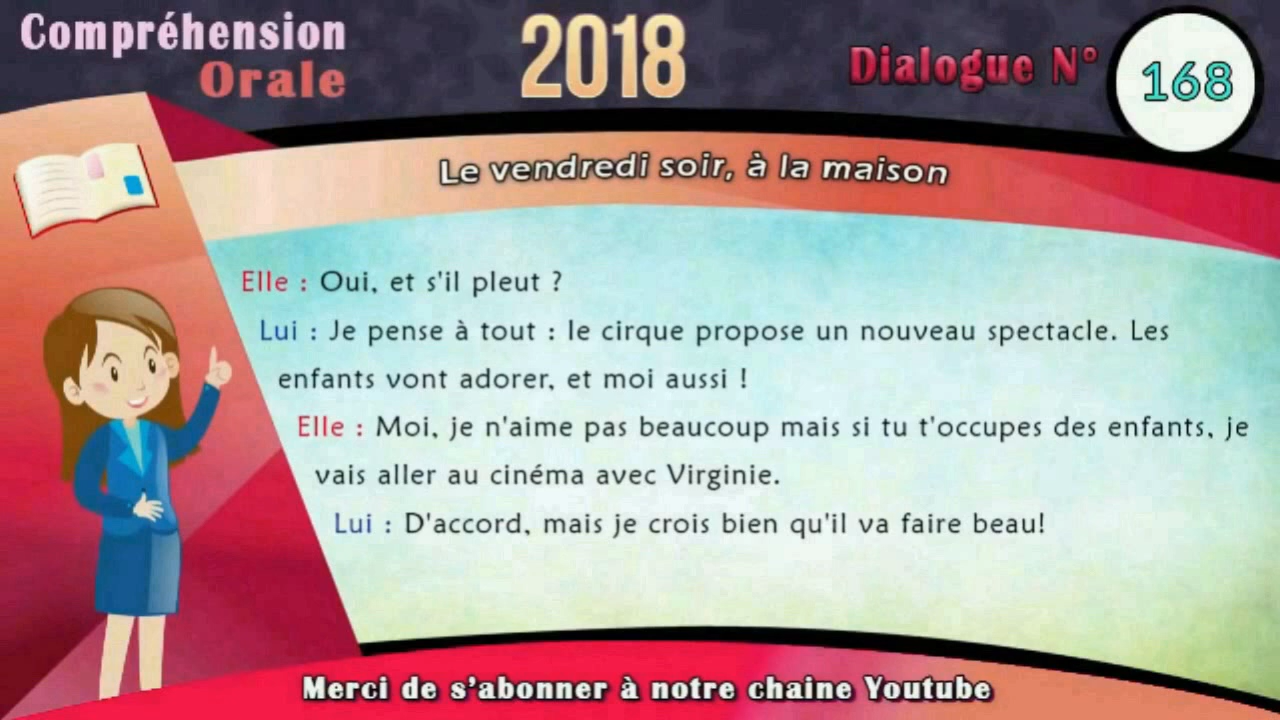 Compréhension
Orale
2018
Dialogue N°
168
Le vendredi soir, à la maison
Elle : Oui, et s'il pleut ?
Lui : Je pense à tout : le cirque propose un nouveau spectacle. Les
enfants vont adorer, et moi aussi !
Elle : Moi, je n'aime pas beaucoup mais si tu t'occupes des enfants, je
vais aller au cinéma avec Virginie.
Lui : D'accord, mais je crois bien qu'il va faire beau!
Merci de s’abonner à notre chaine Youtube